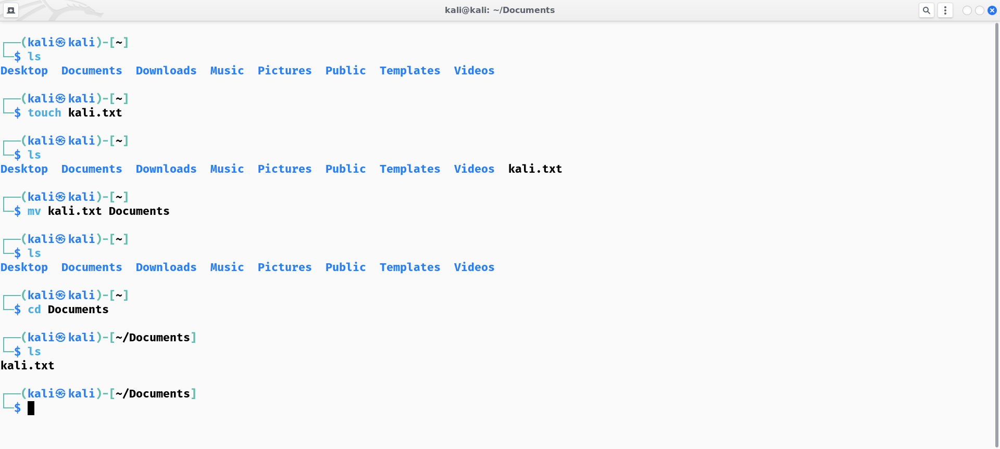 kali@kali: ~/Documents
┌──(kali㉿kali)-[~]
└─$ ls
Desktop  Documents  Downloads  Music  Pictures  Public  Templates  Videos
┌──(kali㉿kali)-[~]
└─$ touch kali.txt
┌──(kali㉿kali)-[~]
└─$ ls
Desktop  Documents  Downloads  Music  Pictures  Public  Templates  Videos  kali.txt
┌──(kali㉿kali)-[~]
└─$ mv kali.txt Documents
┌──(kali㉿kali)-[~]
└─$ ls
Desktop  Documents  Downloads  Music  Pictures  Public  Templates  Videos
┌──(kali㉿kali)-[~]
└─$ cd Documents
┌──(kali㉿kali)-[~/Documents]
└─$ ls
kali.txt
┌──(kali㉿kali)-[~/Documents]
└─$